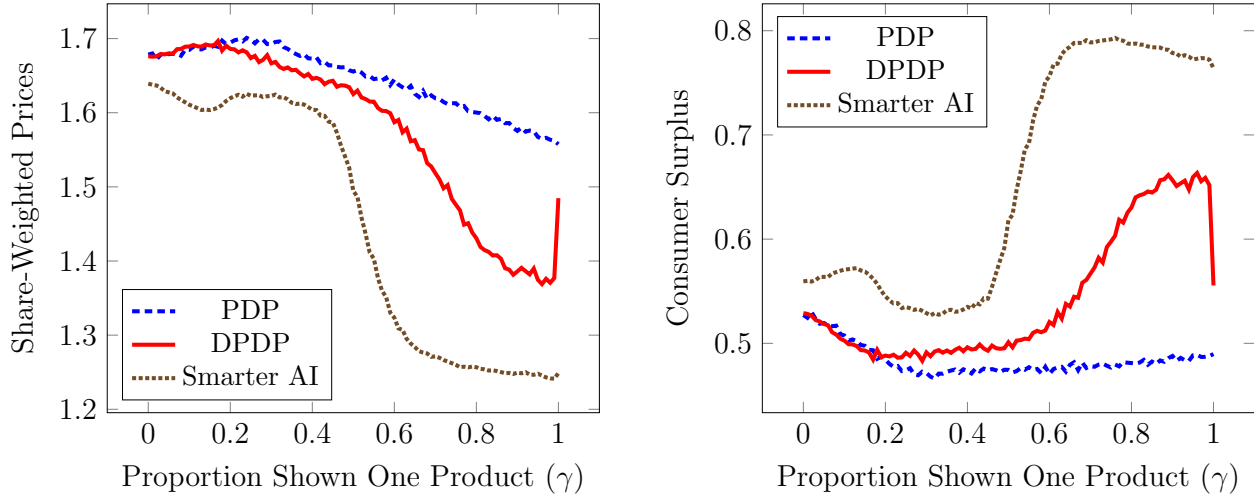 Share-Weighted Prices
1.7
1.6
1.5
1.4
1.3
1.2
PDP
DPDP
Smarter AI
0 0.2 0.4 0.6 0.8 1
Proportion Shown One Product (γ)
Consumer Surplus
0.8
0.7
0.6
0.5
PDP
DPDP
Smarter AI
0 0.2 0.4 0.6 0.8 1
Proportion Shown One Product (γ)